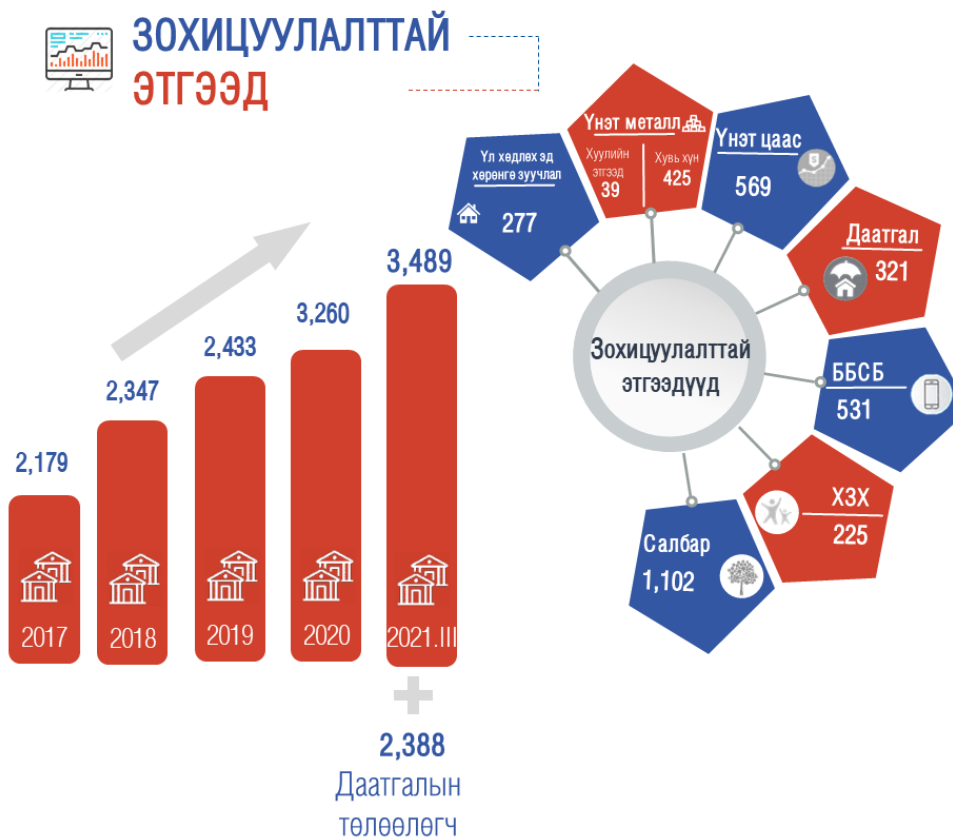 ЗОХИЦУУЛАЛТТАЙ
ЭТГЭЭД
3,489
3,260
2,433
2,347
2,179
2017
2018
2019
2020
2021.III
2,388
Даатгалын
төлөөлөгч
Зохицуулалттай
этгээдүүд
Үл хөдлөх эд
хөрөнгө зуучлал
277
Үнэт металл
Хуулийн
этгээд
39
Хувь хүн
425
Үнэт цаас
569
Даатгал
321
ББСБ
531
ХЗХ
225
Салбар
1,102